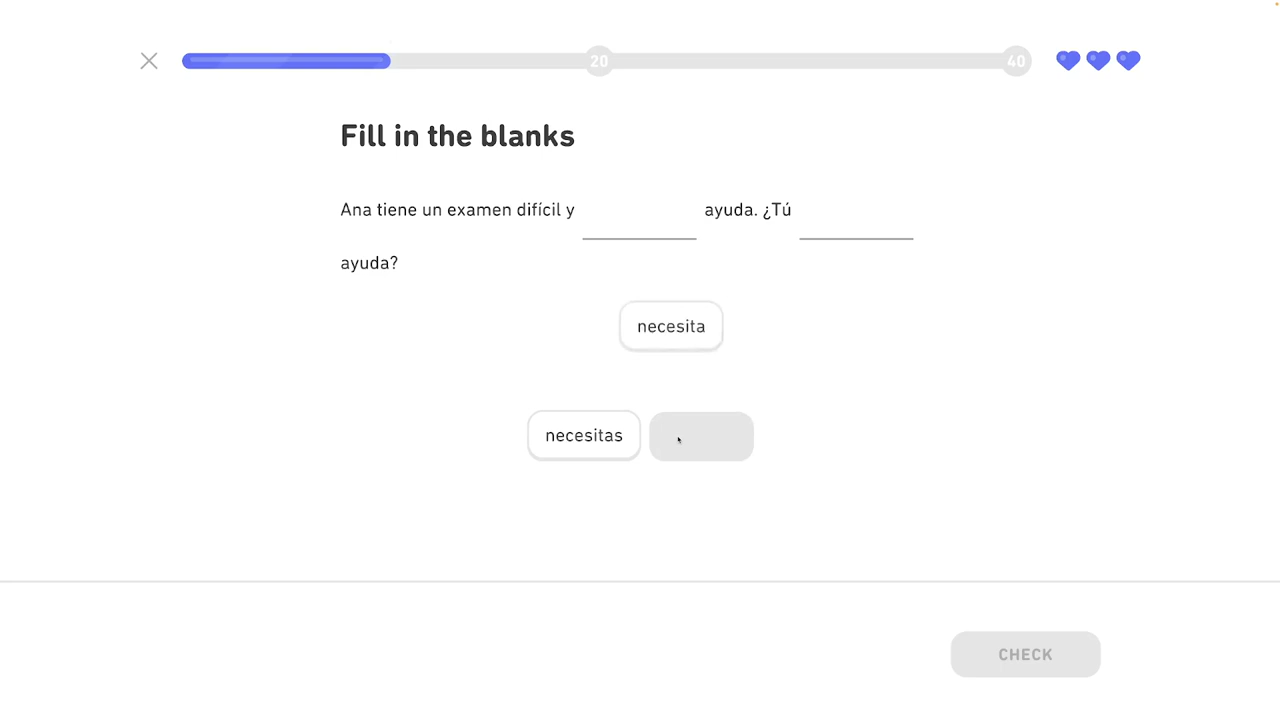 20
40
Fill in the blanks
Ana tiene un examen difícil y ayuda. ¿Tú
ayuda?
necesita
necesitas
CHECK